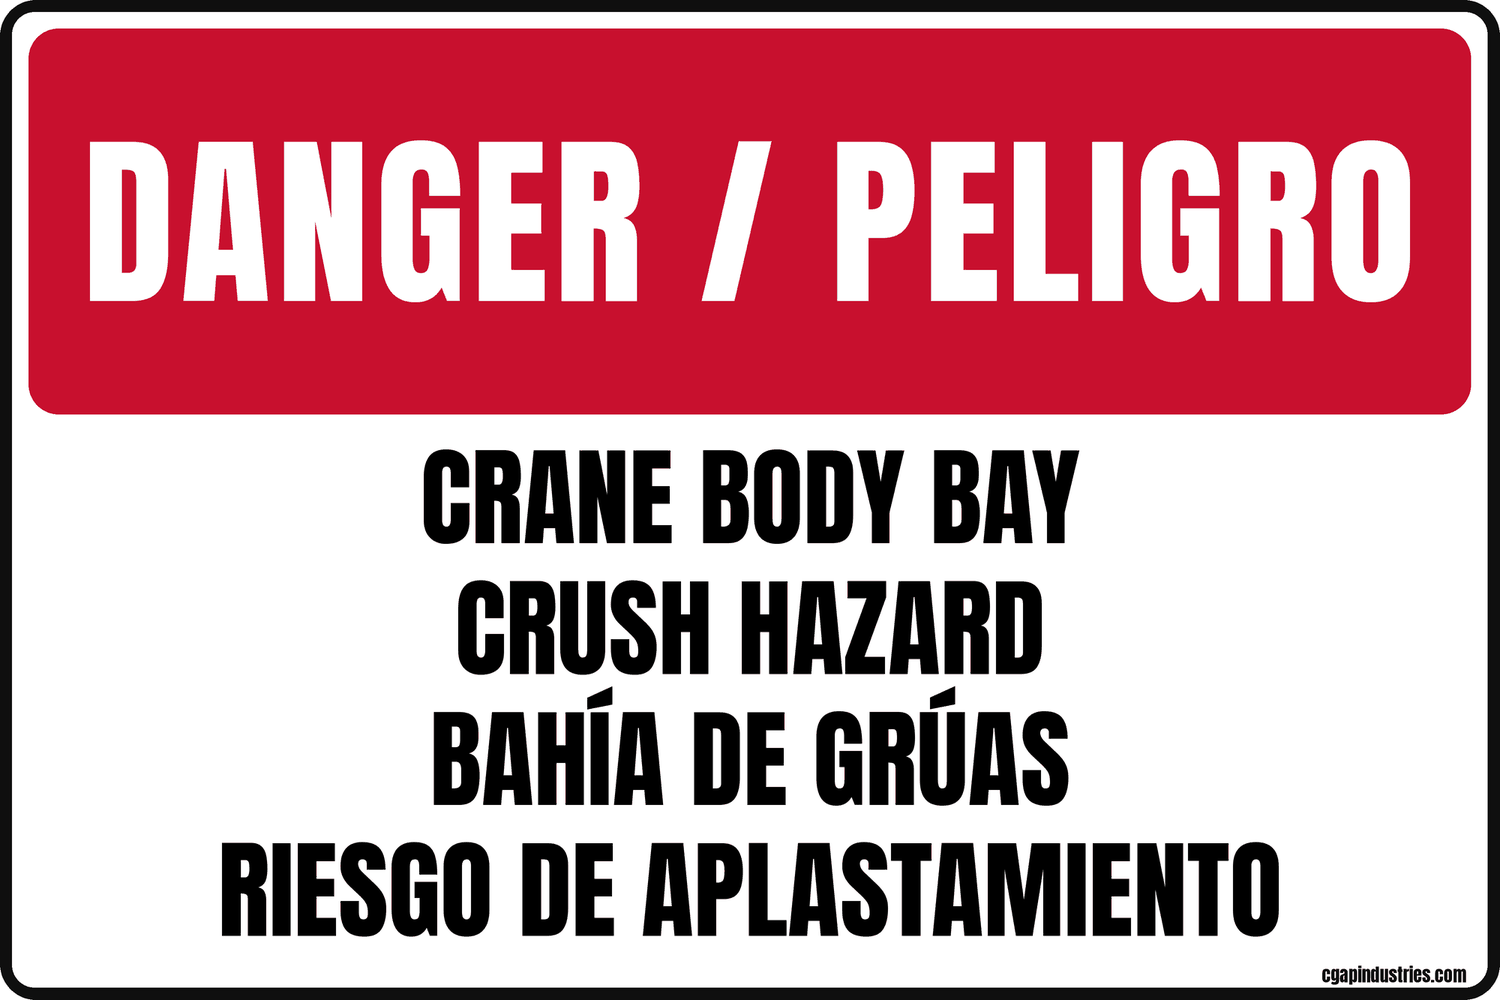 DANGER / PELIGRO
CRANE BODY BAY
CRUSH HAZARD
BAHÍA DE GRÚAS
RIESGO DE APLASTAMIENTO
cgapindustries.com